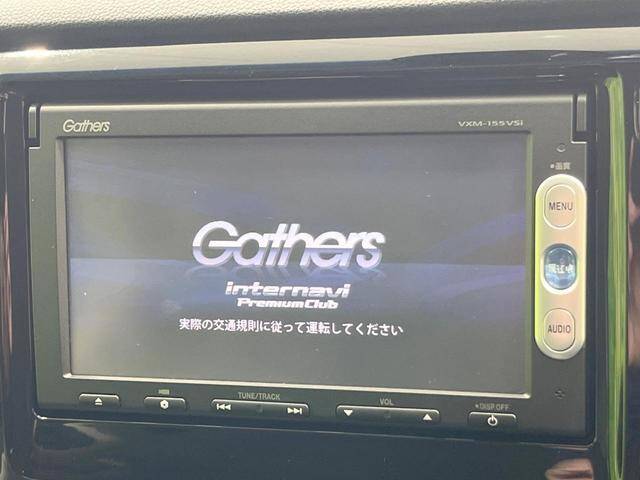 Gathers
VXM-155VSi
●画質
MENU
現在地
AUDIO
Gathers
internavi
Premium Club
実際の交通規則に従って運転してください
TUNE/TRACK
VOL
●DISP OFF